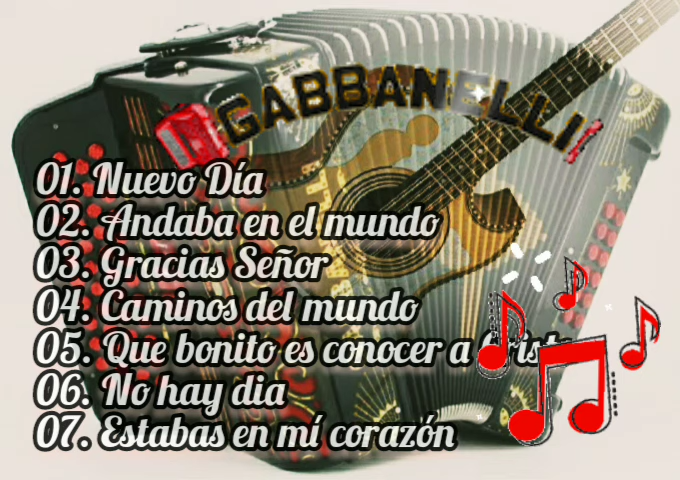 GABBANELLI
01. Nuevo Día
02. Andaba en el mundo
03. Gracias Señor
04. Caminos del mundo
05. Que bonito es conocer a Cristo
06. No hay dia
07. Estabas en mí corazón